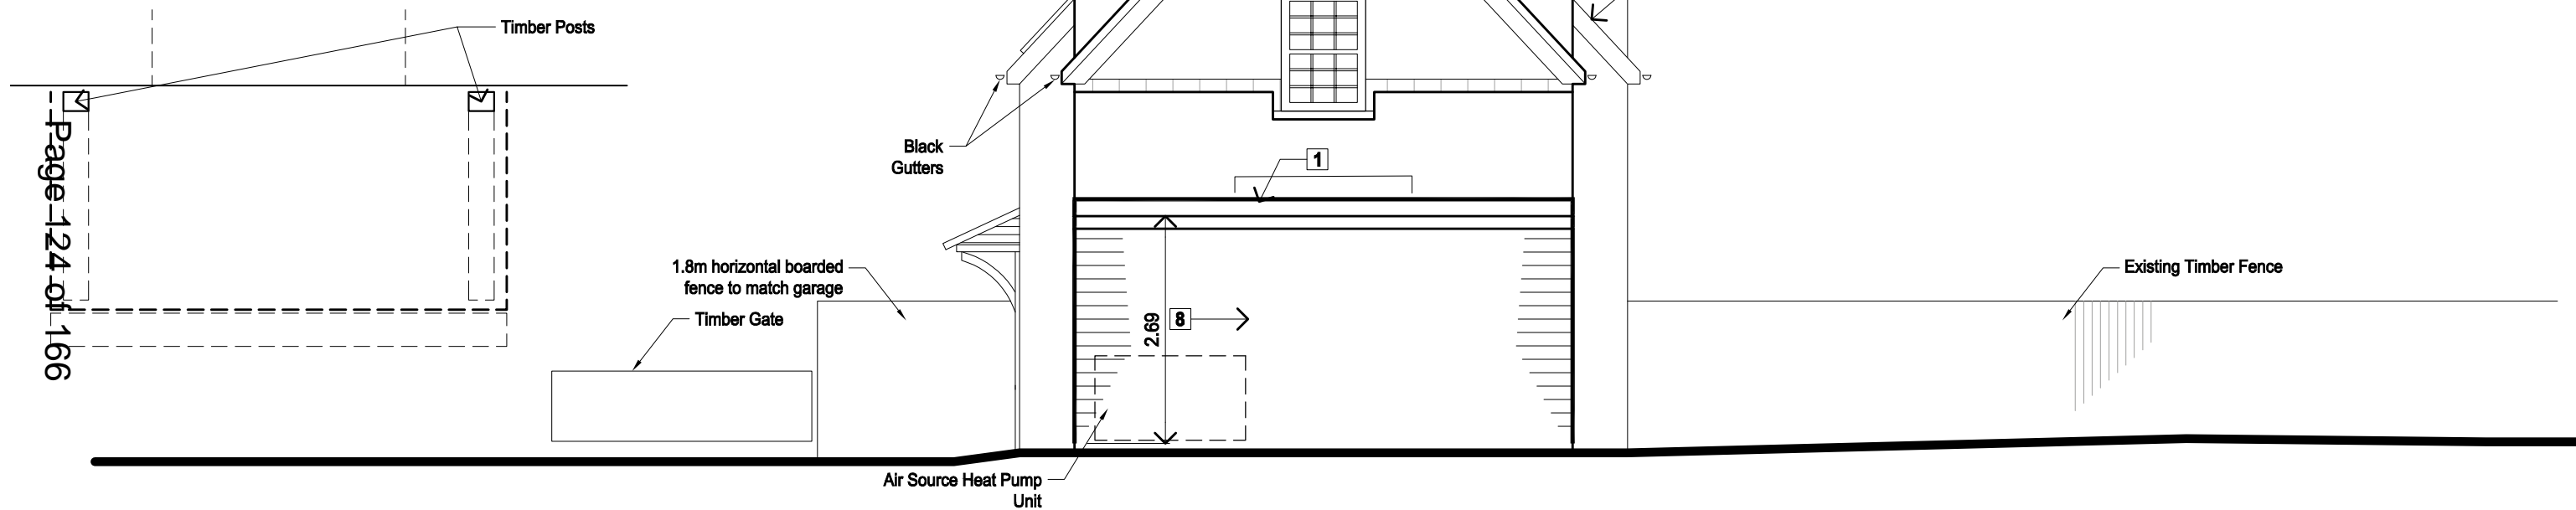 Timber Posts
Page 124 of 166
Black
Gutters
1
1.8m horizontal boarded
fence to match garage
Timber Gate
2.69
8
Existing Timber Fence
Air Source Heat Pump
Unit